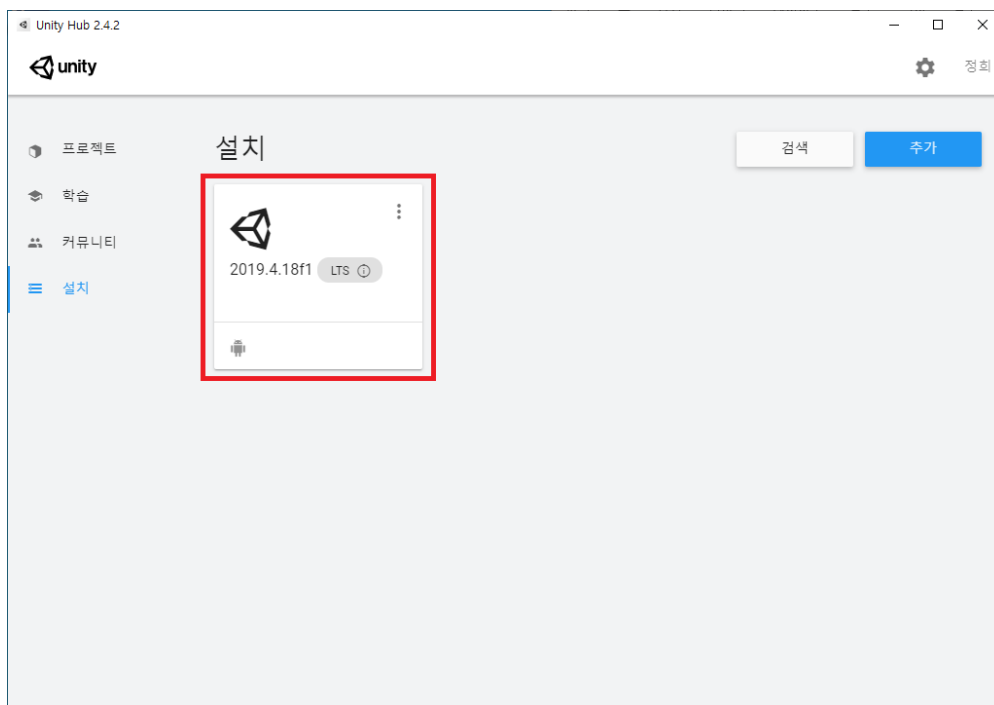 Unity Hub 2.4.2
unity
정희
프로젝트
학습
커뮤니티
설치
설치
검색
추가
2019.4.18f1 LTS